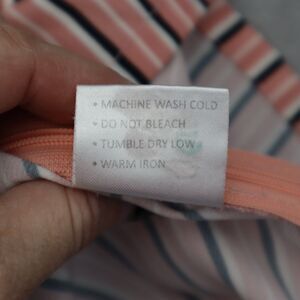 • MACHINE WASH COLD
• DO NOT BLEACH
• TUMBLE DRY LOW
• WARM IRON